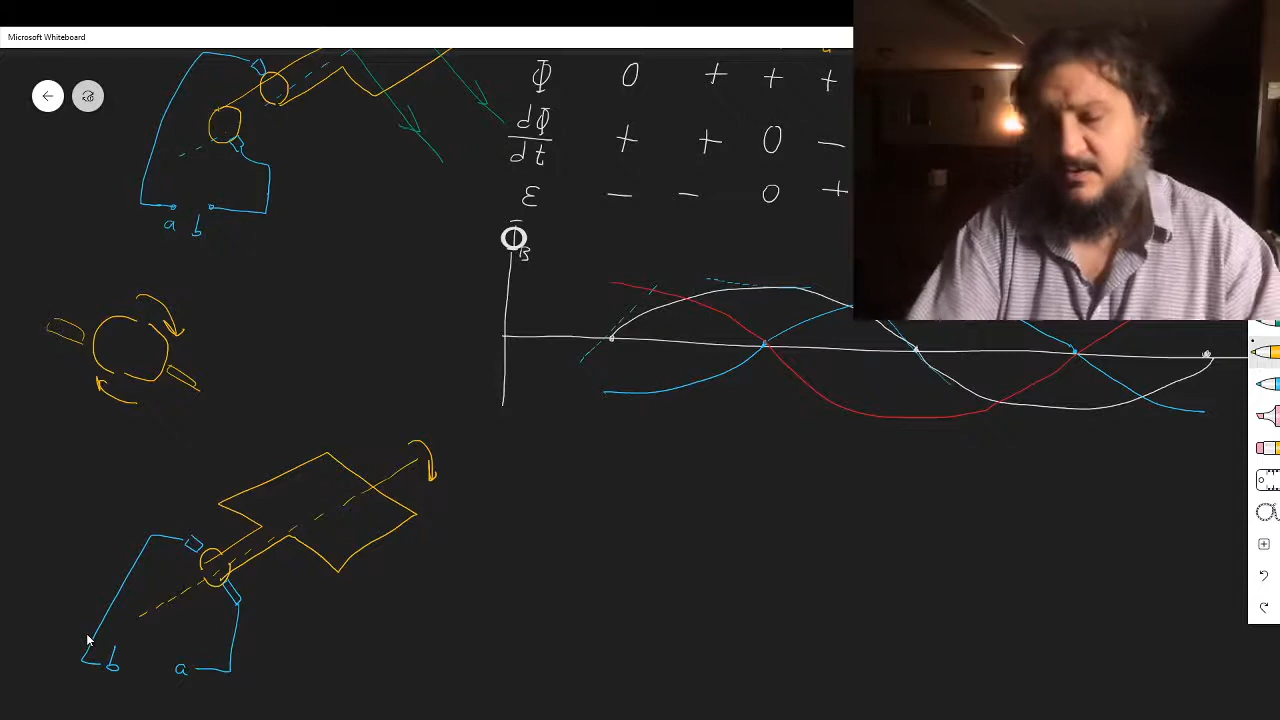 Microsoft Whiteboard
Φ 0 + + +
dΦ/dt + + 0 -
ε - - 0 +
a b
Φ_B
b a